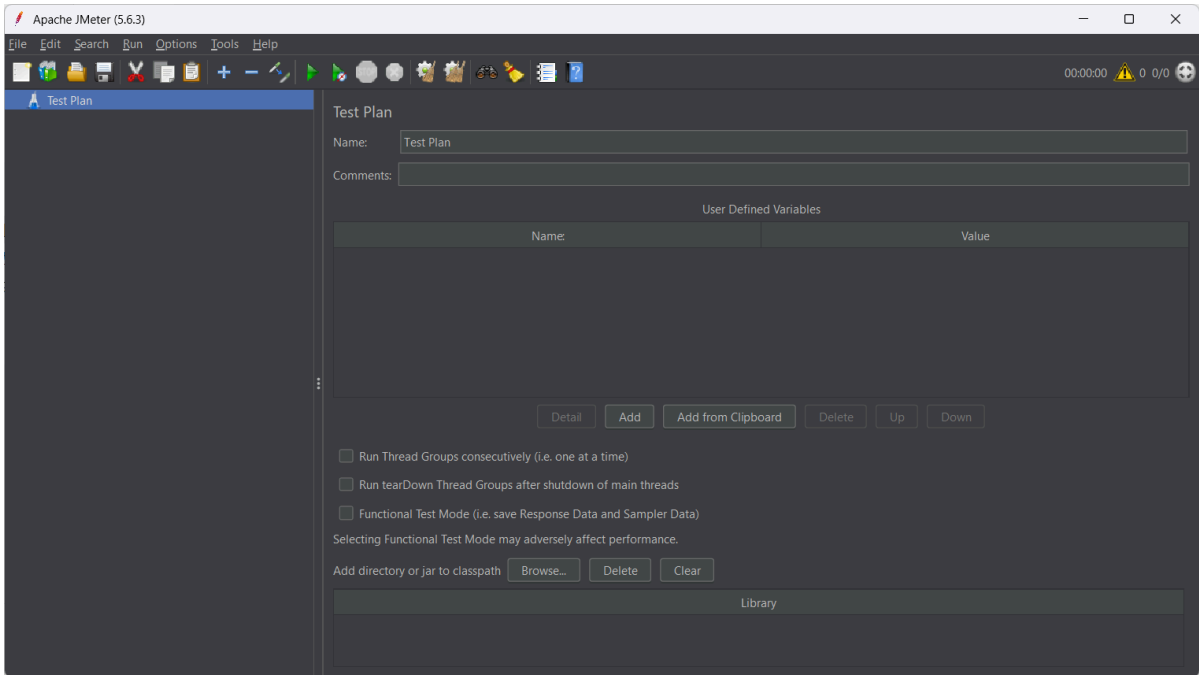 Apache JMeter (5.6.3)
File Edit Search Run Options Tools Help
00:00:00 0 0/0
Test Plan
Test Plan
Name: Test Plan
Comments:
User Defined Variables
Name: Value
Detail Add Add from Clipboard Delete Up Down
Run Thread Groups consecutively (i.e. one at a time)
Run tearDown Thread Groups after shutdown of main threads
Functional Test Mode (i.e. save Response Data and Sampler Data)
Selecting Functional Test Mode may adversely affect performance.
Add directory or jar to classpath Browse... Delete Clear
Library